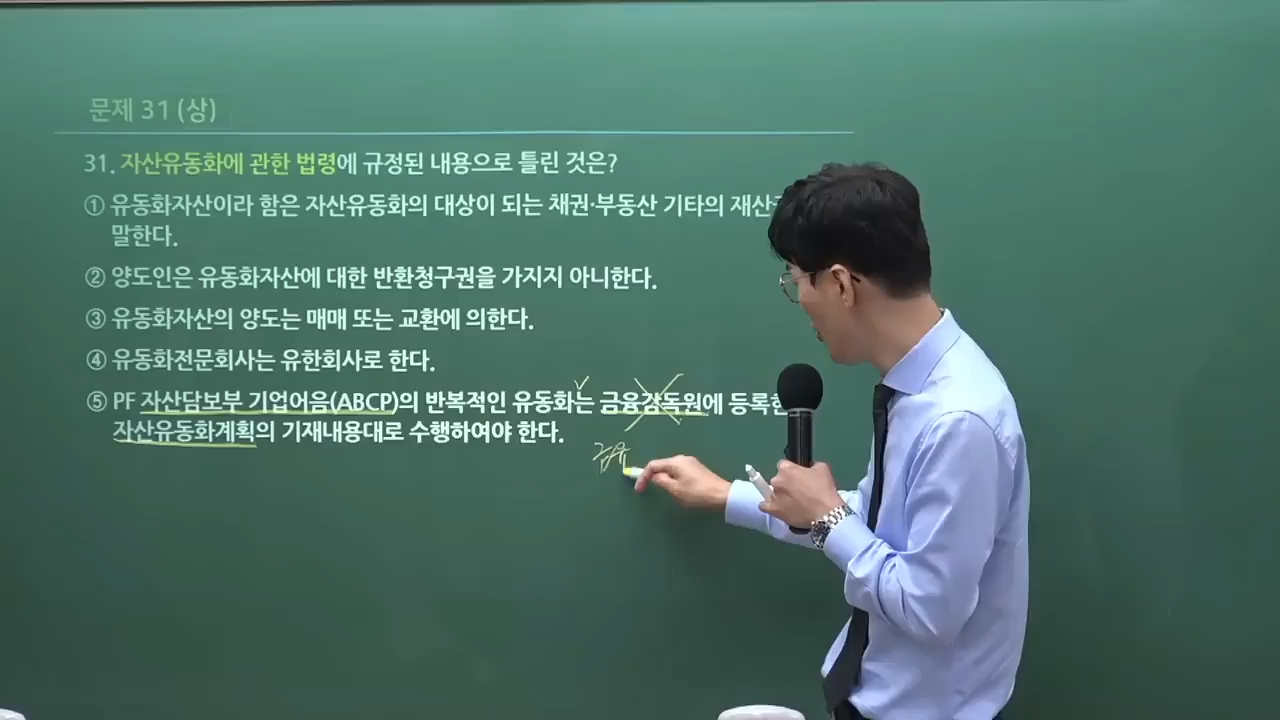 문제 31 (상)
31. 자산유동화에 관한 법령에 규정된 내용으로 틀린 것은?
① 유동화자산이라 함은 자산유동화의 대상이 되는 채권·부동산 기타의
말한다.
② 양도인은 유동화자산에 대한 반환청구권을 가지지 아니한다.
③ 유동화자산의 양도는 매매 또는 교환에 의한다.
④ 유동화전문회사는 유한회사로 한다.
⑤ PF 자산담보부 기업어음(ABCP)의 반복적인 유동화는 금융감독원에
자산유동화계획의 기재내용대로 수행하여야 한다.
금융